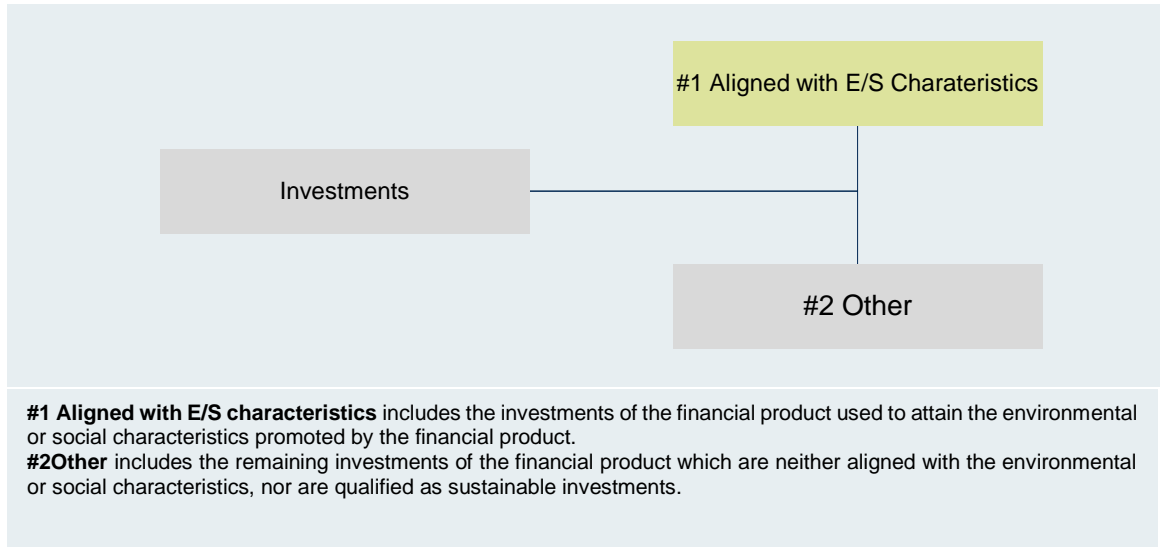 #1 Aligned with E/S Charateristics
Investments
#2 Other
#1 Aligned with E/S characteristics includes the investments of the financial product used to attain the environmental
or social characteristics promoted by the financial product.
#2Other includes the remaining investments of the financial product which are neither aligned with the environmental
or social characteristics, nor are qualified as sustainable investments.